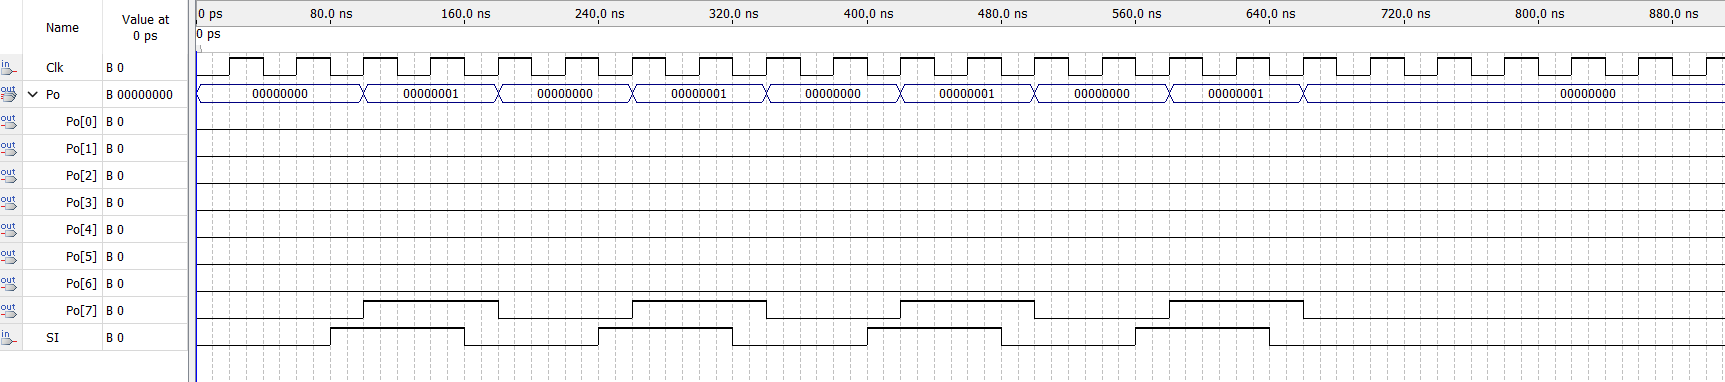 Name
Value at
0 ps
0 ps 80.0 ns 160.0 ns 240.0 ns 320.0 ns 400.0 ns 480.0 ns 560.0 ns 640.0 ns 720.0 ns 800.0 ns 880.0 ns
0 ps
in Clk B 0
out Po B 00000000 00000000 00000001 00000000 00000001 00000000 00000001 00000000 00000001 00000000
out Po[0] B 0
out Po[1] B 0
out Po[2] B 0
out Po[3] B 0
out Po[4] B 0
out Po[5] B 0
out Po[6] B 0
out Po[7] B 0
in SI B 0